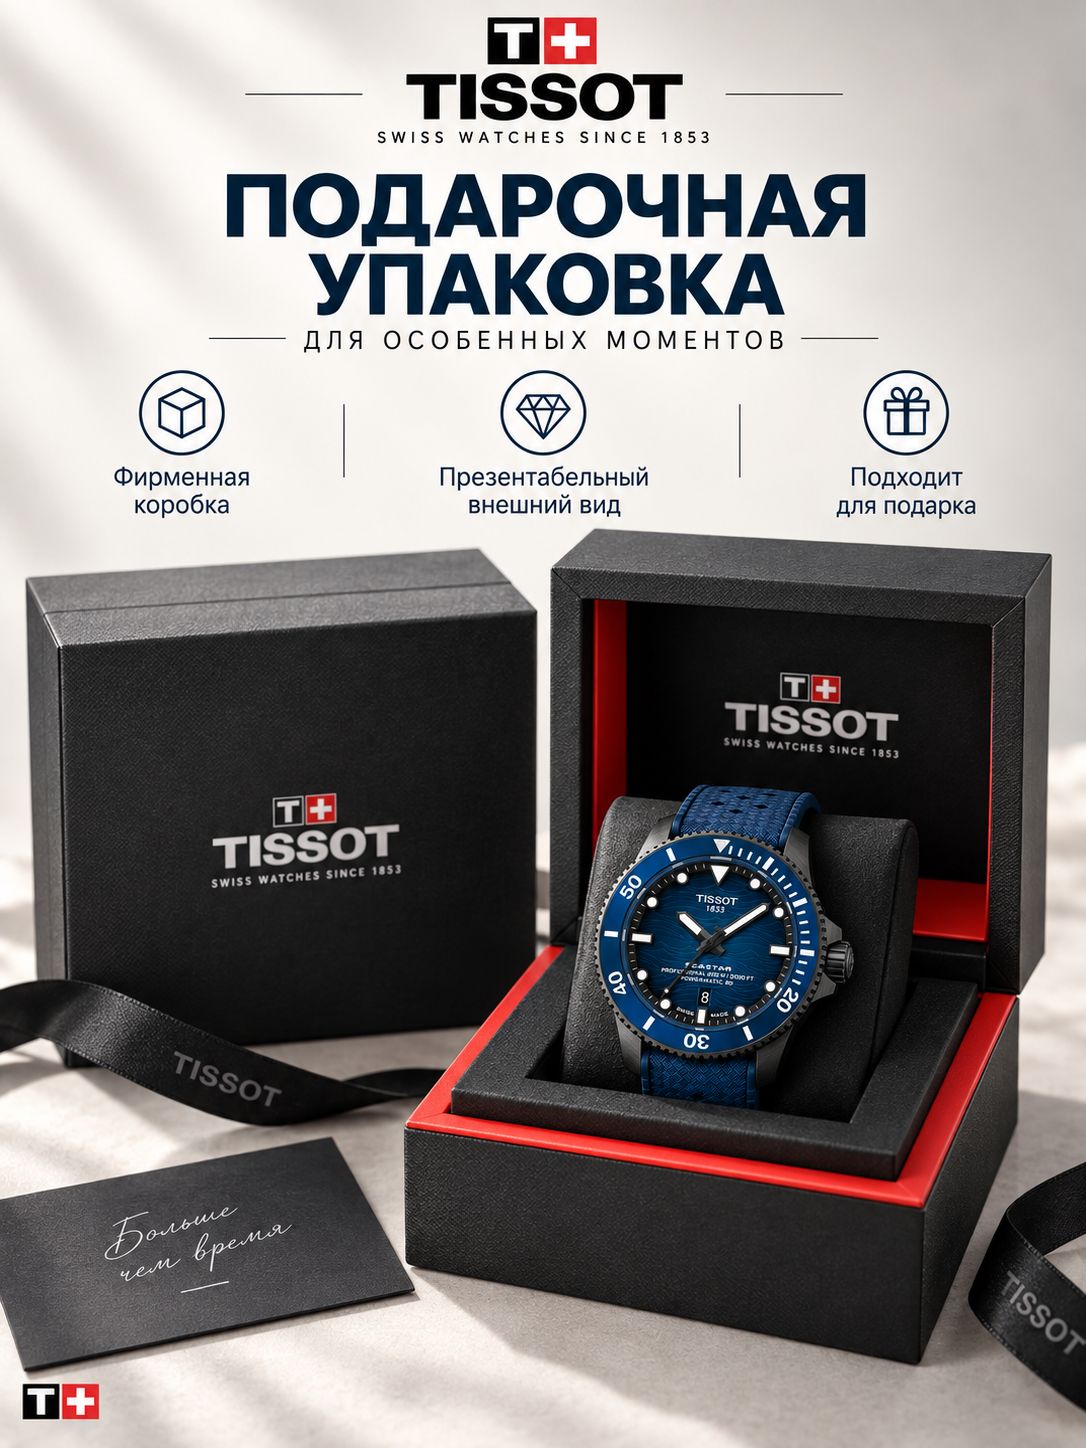 T+
TISSOT
SWISS WATCHES SINCE 1853
ПОДАРОЧНАЯ
УПАКОВКА
ДЛЯ ОСОБЕННЫХ МОМЕНТОВ
Фирменная
коробка
Презентабельный
внешний вид
Подходит
для подарка
T+
TISSOT
SWISS WATCHES SINCE 1853
T+
TISSOT
SWISS WATCHES SINCE 1853
TISSOT
1853
50
40
30
20
8
TISSOT
Больше
чем время
TISSOT
T+